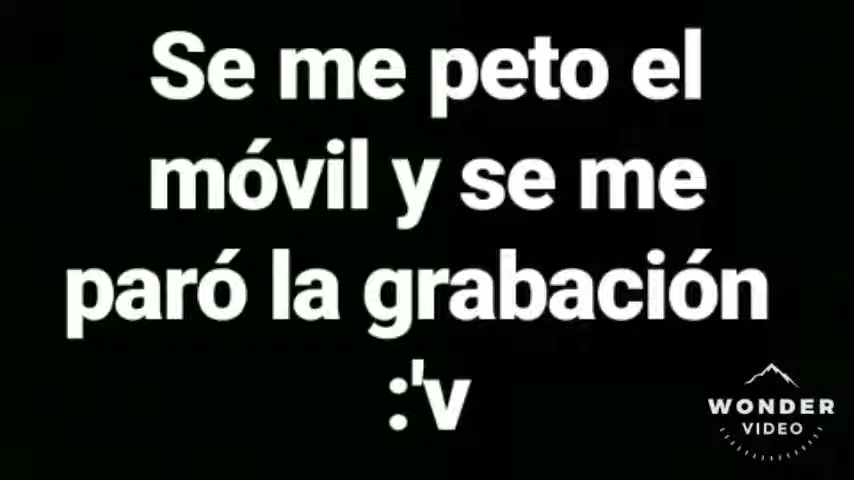 Se me peto el
móvil y se me
paró la grabación
:'v
WONDER
VIDEO